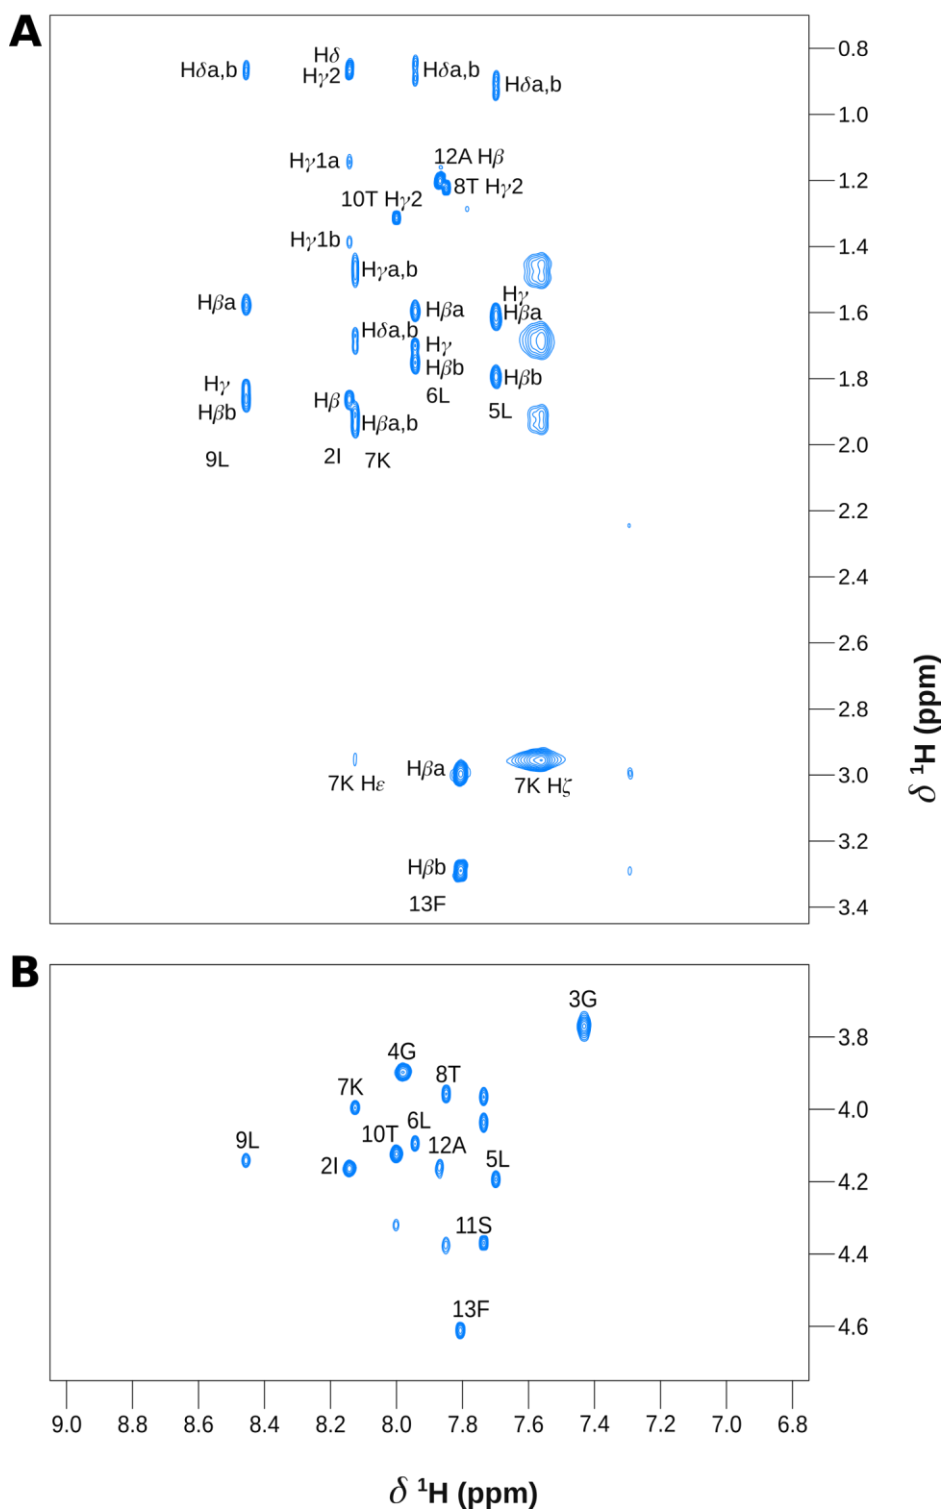 A
Hδa,b
Hδ
Hγ2
Hδa,b
Hδa,b
Hγ1a
12A Hβ
8T Hγ2
10T Hγ2
Hγ1b
Hγa,b
Hβa
Hβa
Hγ
Hβa
Hδa,b
Hγ
Hβb
Hβb
Hγ
Hβb
Hβ
Hβa,b
6L
5L
9L
2I
7K
7K Hε
Hβa
7K Hζ
Hβb
13F
0.8
1.0
1.2
1.4
1.6
1.8
2.0
2.2
2.4
2.6
2.8
3.0
3.2
3.4
δ ¹H (ppm)
B
3G
4G
7K
8T
6L
10T
12A
9L
2I
5L
11S
13F
3.8
4.0
4.2
4.4
4.6
9.0 8.8 8.6 8.4 8.2 8.0 7.8 7.6 7.4 7.2 7.0 6.8
δ ¹H (ppm)